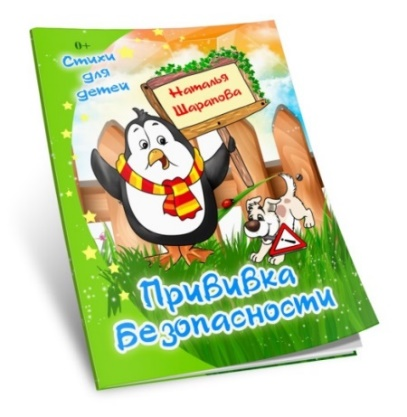 0+
Стихи
для
детей
Наталья
Шарапова
!
Прививка
Безопасности